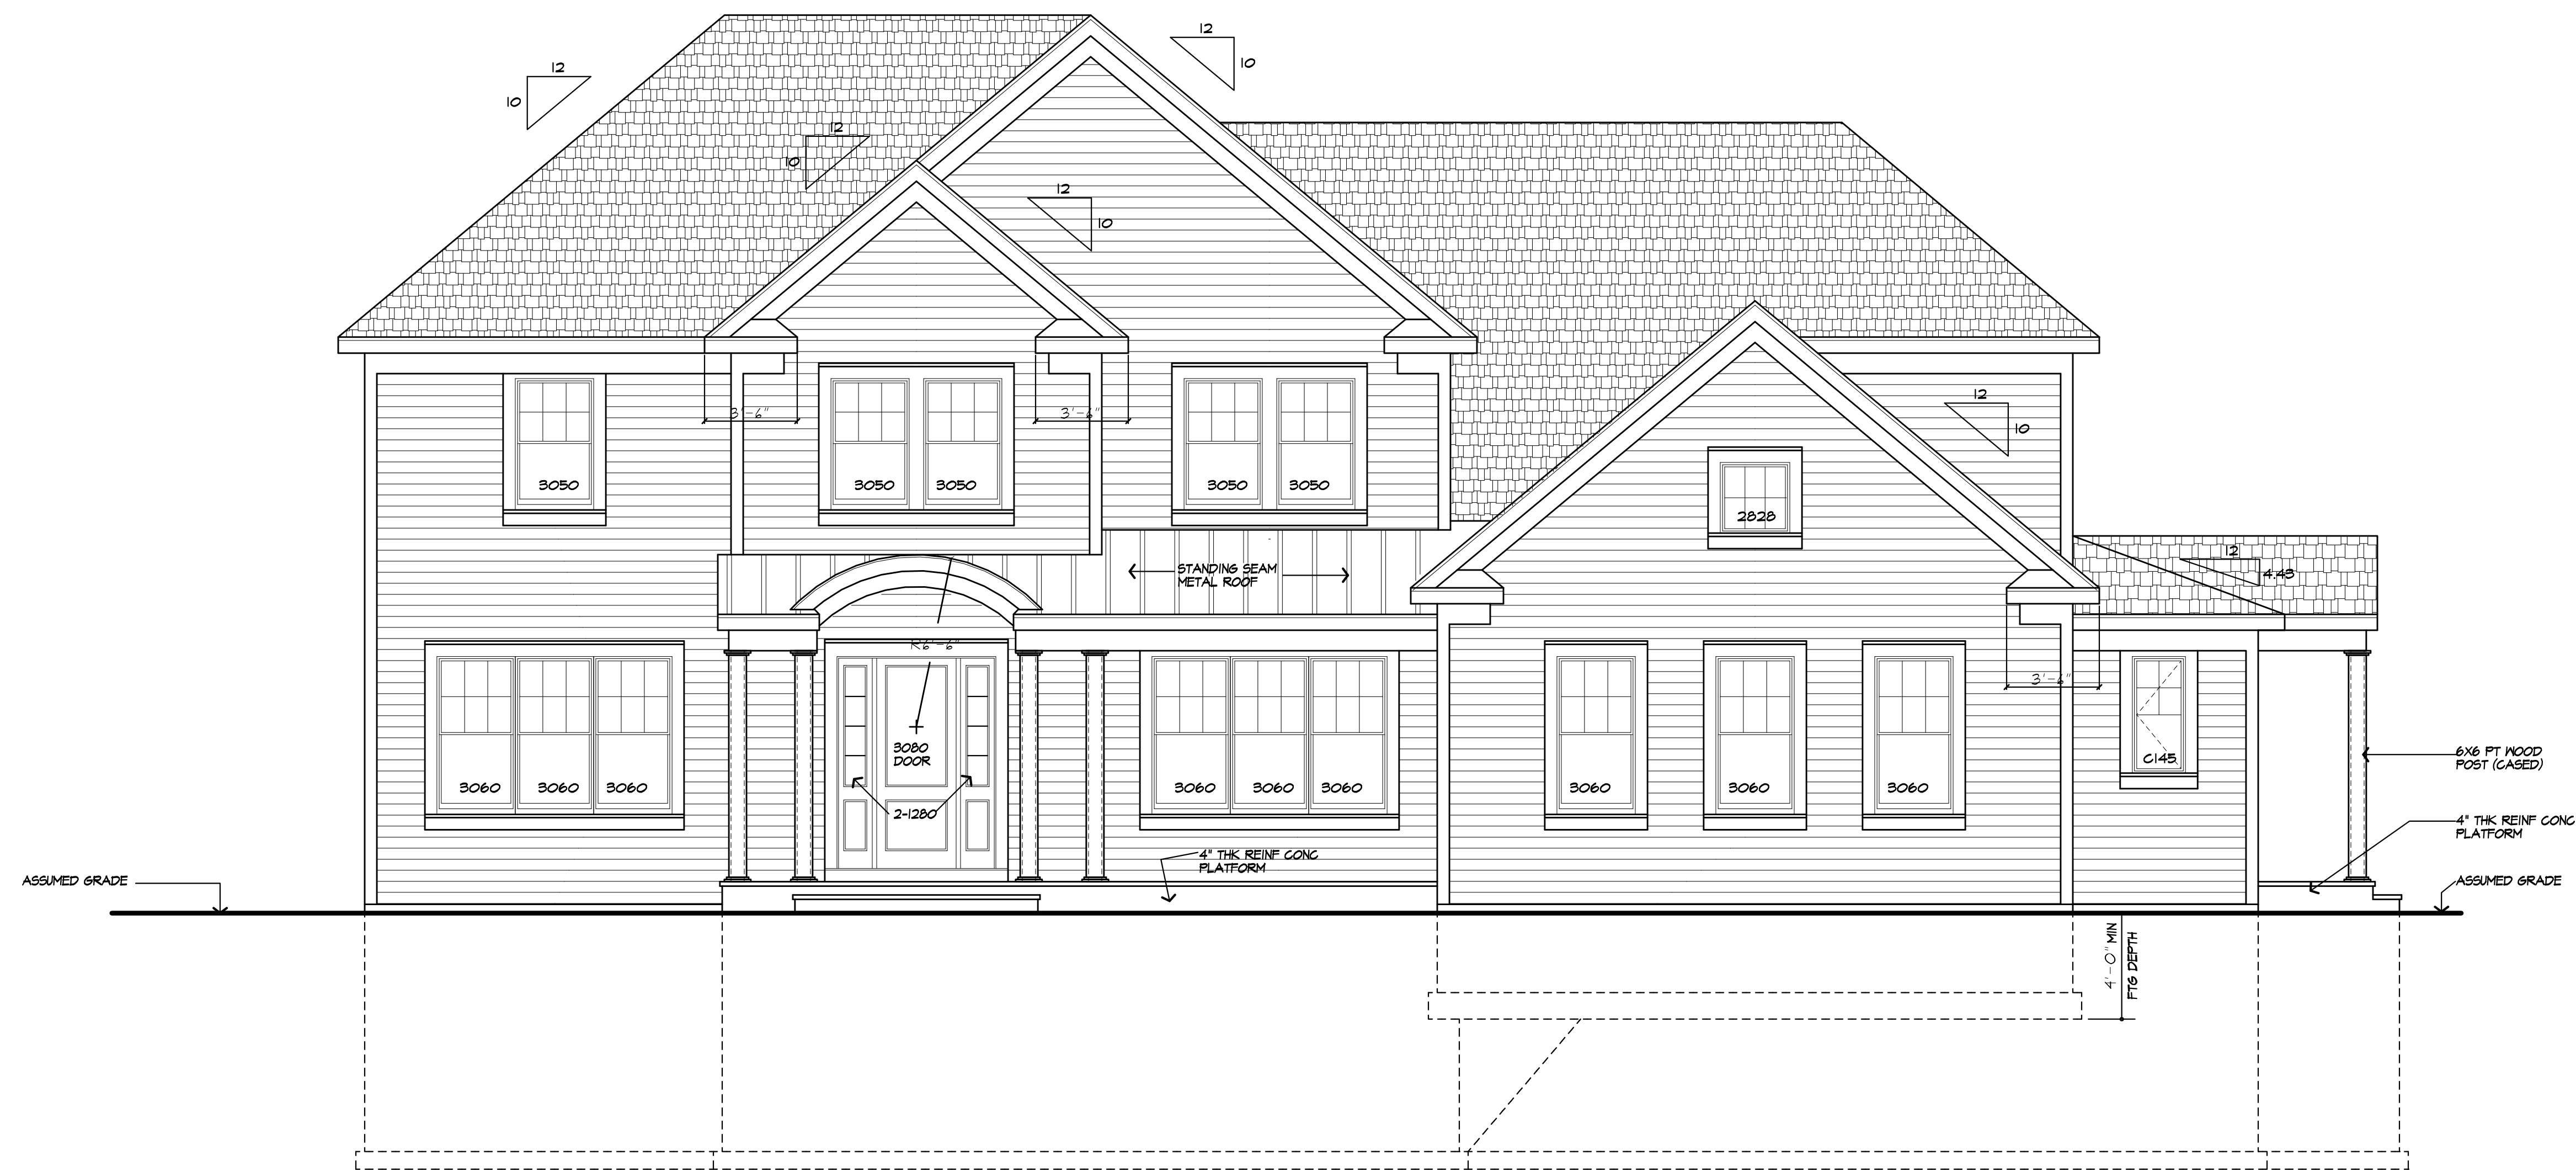 12
10
12
10
12
10
12
10
12
10
3'-6"
3'-6"
3050
3050
3050
3050
3050
2828
STANDING SEAM
METAL ROOF
12
4.43
R6'-6"
3'-6"
3080
DOOR
2-1280
3060
3060
3060
3060
3060
3060
3060
3060
3060
C145
6X6 PT WOOD
POST (CASED)
4" THK REINF CONC
PLATFORM
4" THK REINF CONC
PLATFORM
ASSUMED GRADE
ASSUMED GRADE
4'-0" MIN
FTG DEPTH